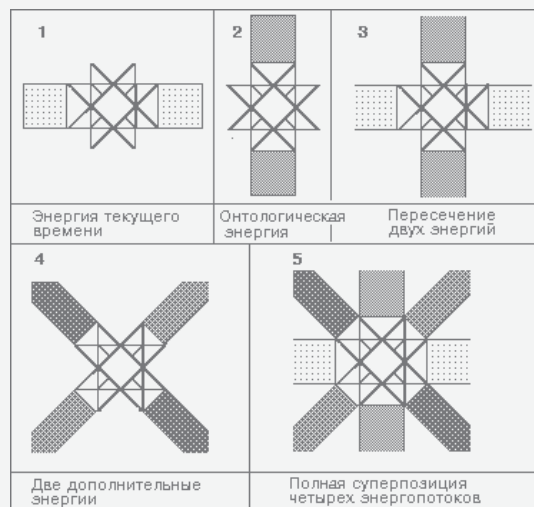 1
2
3
Энергия текущего
времени
Онтологическая
энергия
Пересечение
двух энергий
4
5
Две дополнительные
энергии
Полная суперпозиция
четырех энергопотоков